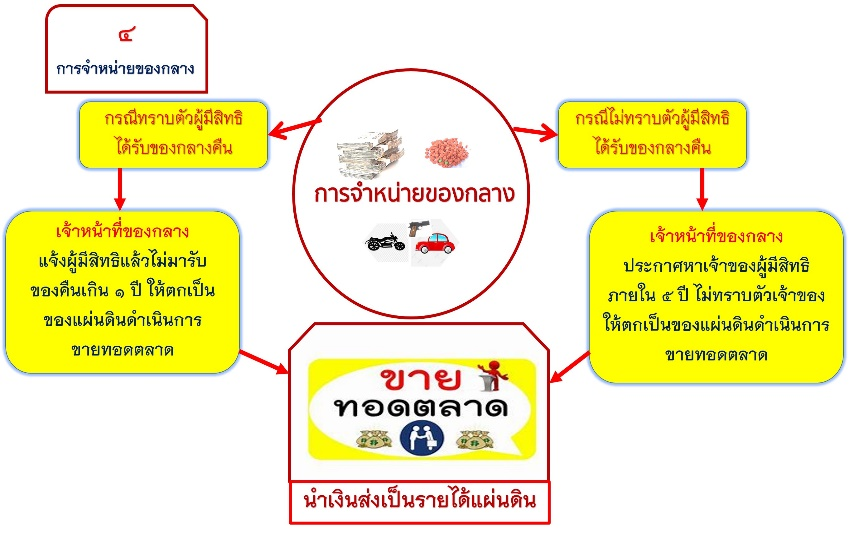 ๔
การจำหน่ายของกลาง
กรณีทราบตัวผู้มีสิทธิ
ได้รับของกลางคืน
การจำหน่ายของกลาง
กรณีไม่ทราบตัวผู้มีสิทธิ
ได้รับของกลางคืน
เจ้าหน้าที่ของกลาง
แจ้งผู้มีสิทธิแล้วไม่มารับ
ของคืนเกิน ๑ ปี ให้ตกเป็น
ของแผ่นดินดำเนินการ
ขายทอดตลาด
เจ้าหน้าที่ของกลาง
ประกาศหาเจ้าของผู้มีสิทธิ
ภายใน ๕ ปี ไม่ทราบตัวเจ้าของ
ให้ตกเป็นของแผ่นดินดำเนินการ
ขายทอดตลาด
ขาย
ทอดตลาด
นำเงินส่งเป็นรายได้แผ่นดิน